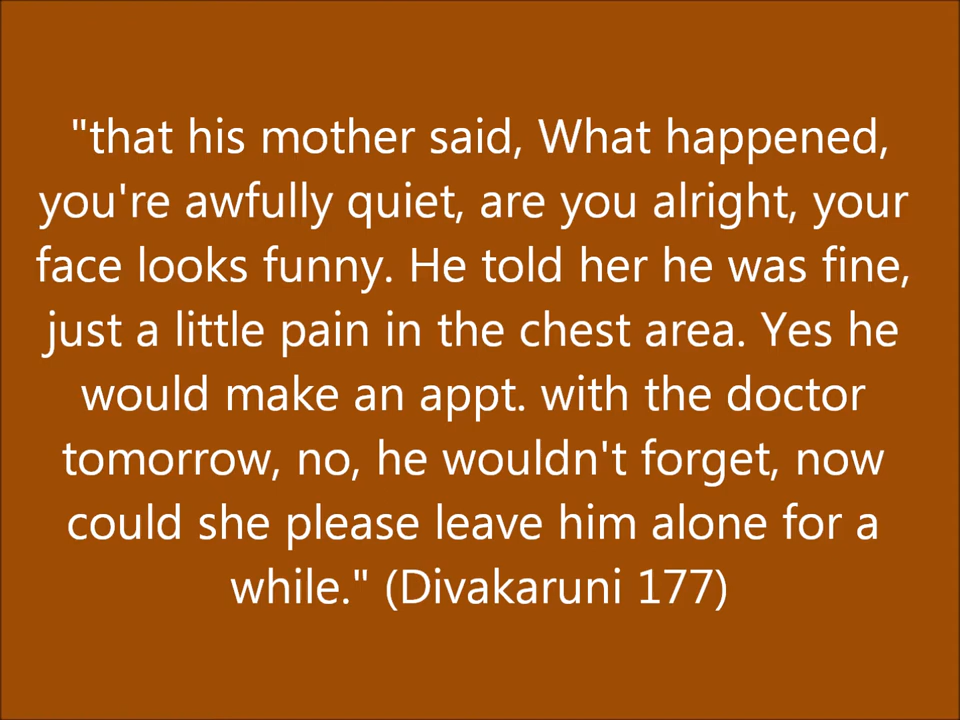 "that his mother said, What happened,
you're awfully quiet, are you alright, your
face looks funny. He told her he was fine,
just a little pain in the chest area. Yes he
would make an appt. with the doctor
tomorrow, no, he wouldn't forget, now
could she please leave him alone for a
while." (Divakaruni 177)